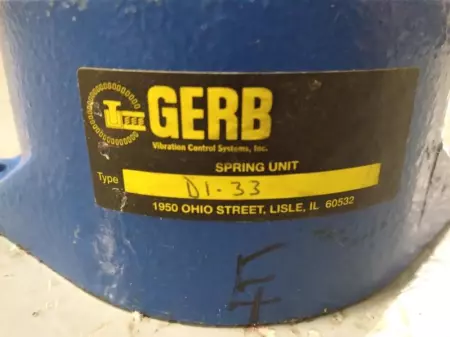 GERB
Vibration Control Systems, Inc.
SPRING UNIT
Type D1-33
1950 OHIO STREET, LISLE, IL 60532